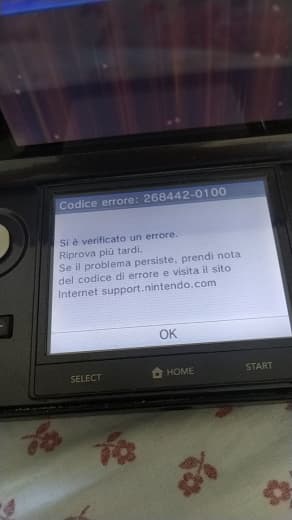 Codice errore: 268442-0100
Si è verificato un errore.
Riprova più tardi.
Se il problema persiste, prendi nota
del codice di errore e visita il sito
Internet support.nintendo.com
OK
SELECT
HOME
START